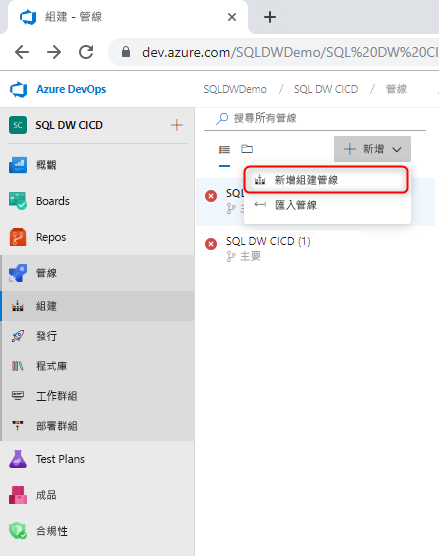 組建 - 管線
dev.azure.com/SQLDWDemo/SQL%20DW%20CI
Azure DevOps
SQLDWDemo / SQL DW CICD / 管線
SC SQL DW CICD
搜尋所有管線
概觀
新增
Boards
新增組建管線
SQL
匯入管線
主
Repos
SQL DW CICD (1)
主要
管線
組建
發行
程式庫
工作群組
部署群組
Test Plans
成品
合規性